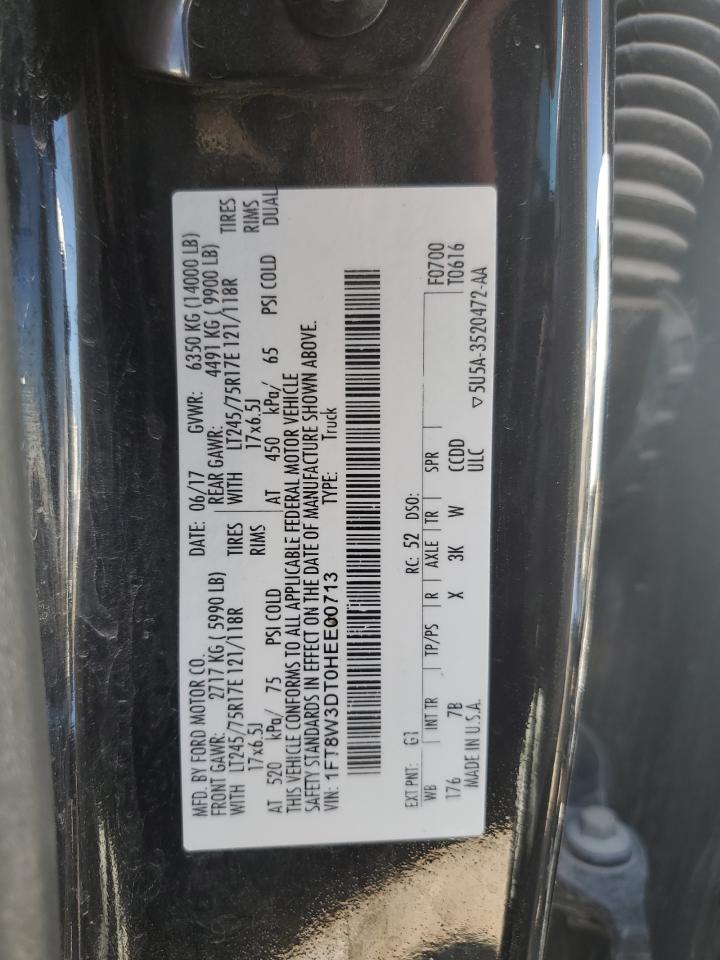 MFD. BY FORD MOTOR CO.
DATE: 06/17 GVWR: 6350 KG (14000 LB)
FRONT GAWR: 2717 KG ( 5990 LB) REAR GAWR: 4491 KG ( 9900 LB)
WITH LT245/75R17E 121/118R TIRES WITH LT245/75R17E 121/118R TIRES
17x6.5J RIMS 17x6.5J RIMS
AT 520 kPa/ 75 PSI COLD AT 450 kPa/ 65 PSI COLD DUAL
THIS VEHICLE CONFORMS TO ALL APPLICABLE FEDERAL MOTOR VEHICLE
SAFETY STANDARDS IN EFFECT ON THE DATE OF MANUFACTURE SHOWN ABOVE.
VIN: 1FT8W3DT0HEE00713 TYPE: Truck
EXT PNT: G1 RC: 52 DSO: F0700
WB | INT TR | TP/PS | R | AXLE | TR | SPR T0616
176 7B X 3K W CCDD
MADE IN U.S.A. ULC ▽5U5A-3520472-AA